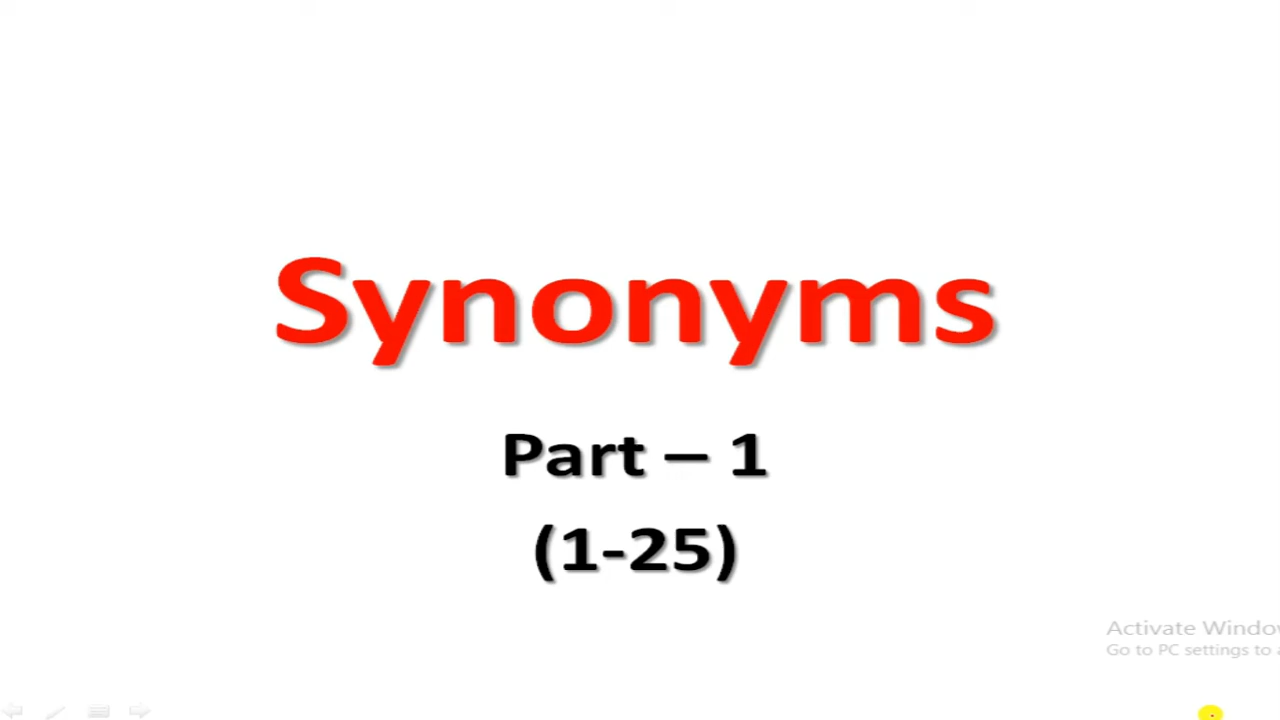 Synonyms
Part – 1
(1-25)
Activate Windo
Go to PC settings to